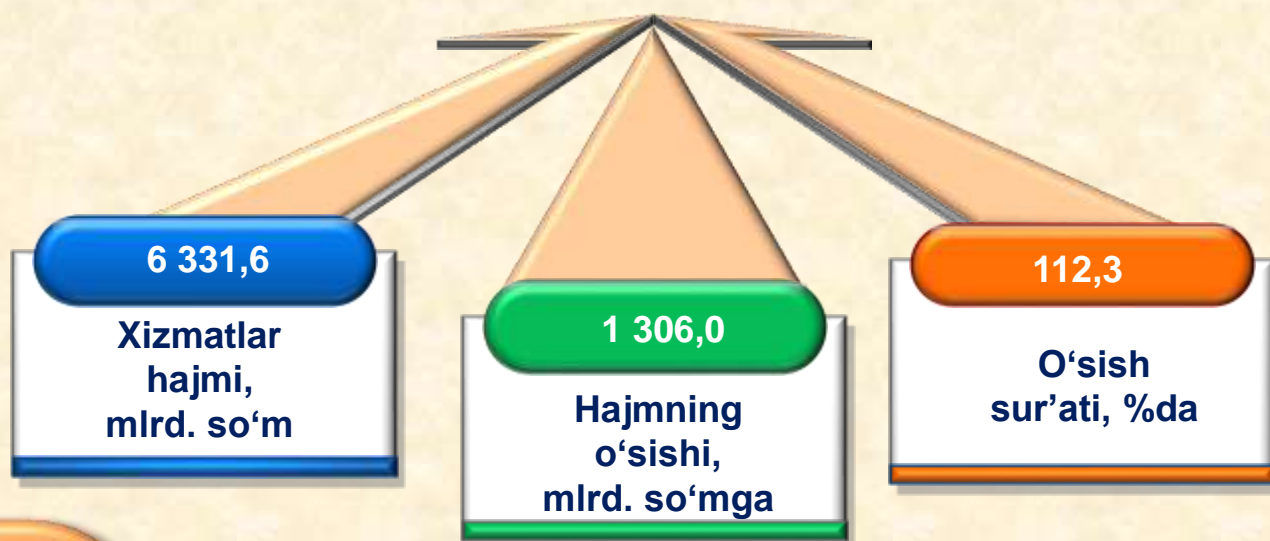 6 331,6
Xizmatlar
hajmi,
mlrd. so‘m
1 306,0
Hajmning
o‘sishi,
mlrd. so‘mga
112,3
O‘sish
sur’ati, %da